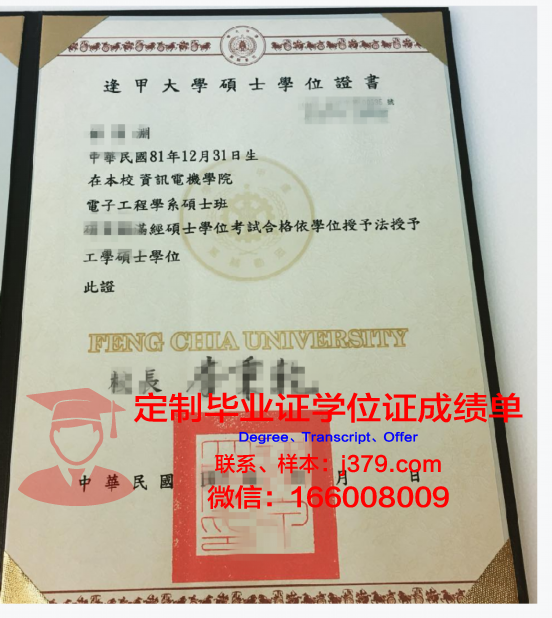 逢甲大學碩士學位證書
號
中華民國81年12月31日生
在本校 資訊電機學院
電子工程學系碩士班
經碩士學位考試合格依學位授予法授予
工學碩士學位
此證
FENG CHIA UNIVERSITY
校長
定制毕业证学位证成绩单
Degree、Transcript、Offer
联系、样本：j379.com
中華民國 月 日
微信：166008009